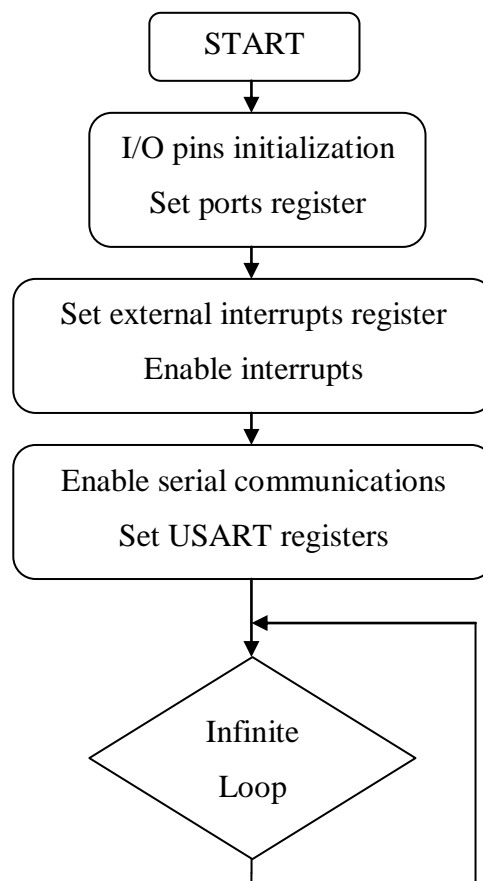 START
I/O pins initialization
Set ports register
Set external interrupts register
Enable interrupts
Enable serial communications
Set USART registers
Infinite
Loop